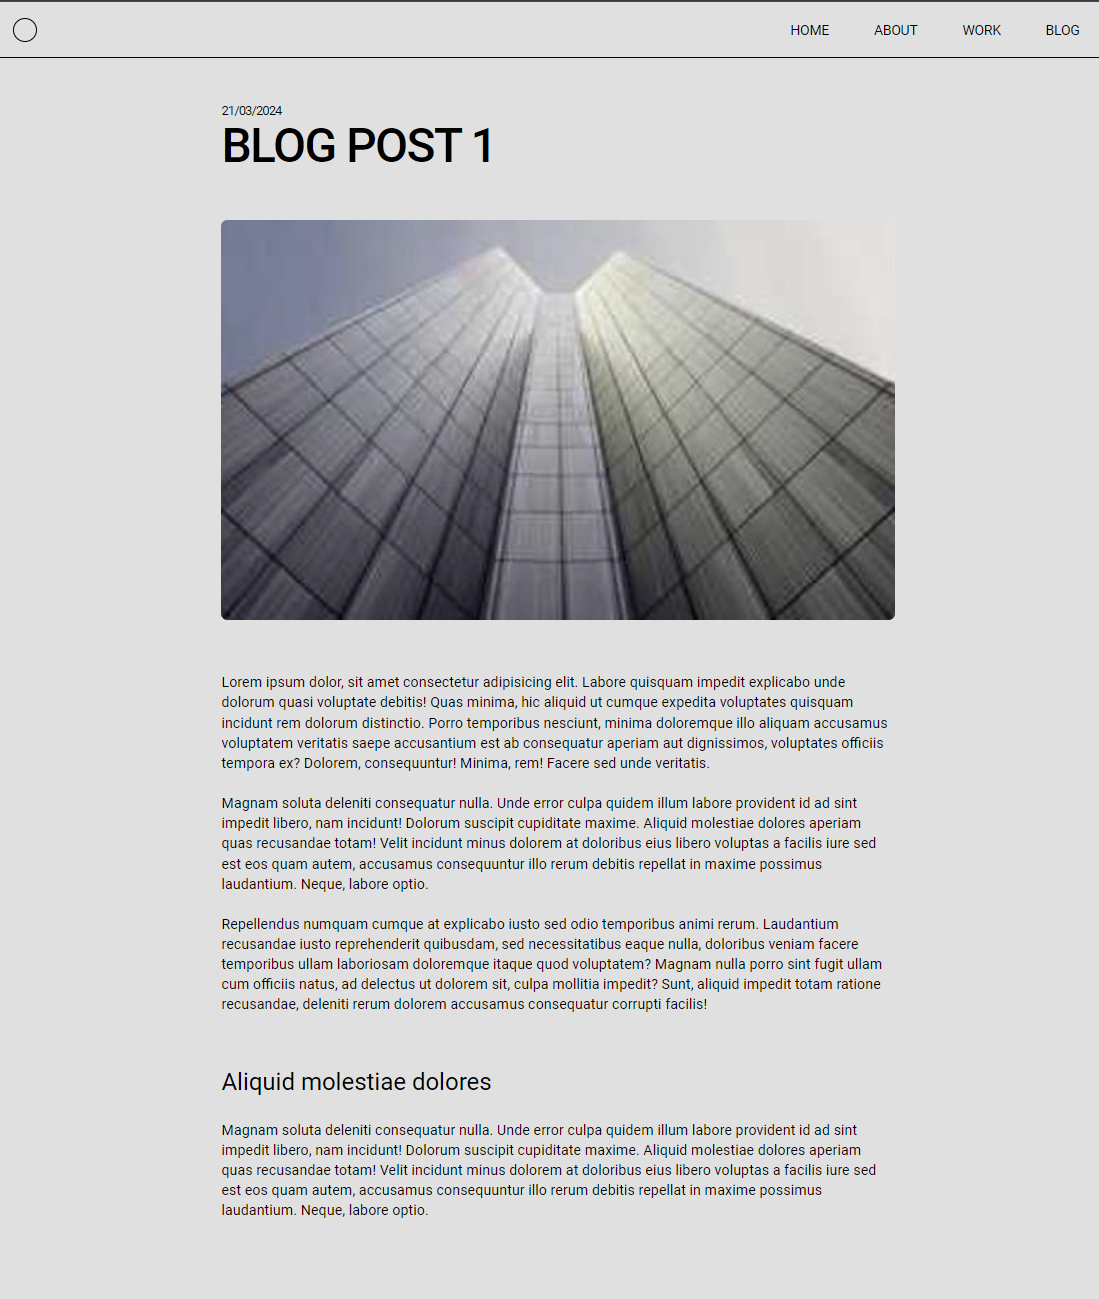 HOME ABOUT WORK BLOG
21/03/2024
BLOG POST 1
Lorem ipsum dolor, sit amet consectetur adipisicing elit. Labore quisquam impedit explicabo unde
dolorum quasi voluptate debitis! Quas minima, hic aliquid ut cumque expedita voluptates quisquam
incidunt rem dolorum distinctio. Porro temporibus nesciunt, minima doloremque illo aliquam accusamus
voluptatem veritatis saepe accusantium est ab consequatur aperiam aut dignissimos, voluptates officiis
tempora ex? Dolorem, consequuntur! Minima, rem! Facere sed unde veritatis.
Magnam soluta deleniti consequatur nulla. Unde error culpa quidem illum labore provident id ad sint
impedit libero, nam incidunt! Dolorum suscipit cupiditate maxime. Aliquid molestiae dolores aperiam
quas recusandae totam! Velit incidunt minus dolorem at doloribus eius libero voluptas a facilis iure sed
est eos quam autem, accusamus consequuntur illo rerum debitis repellat in maxime possimus
laudantium. Neque, labore optio.
Repellendus numquam cumque at explicabo iusto sed odio temporibus animi rerum. Laudantium
recusandae iusto reprehenderit quibusdam, sed necessitatibus eaque nulla, doloribus veniam facere
temporibus ullam laboriosam doloremque itaque quod voluptatem? Magnam nulla porro sint fugit ullam
cum officiis natus, ad delectus ut dolorem sit, culpa mollitia impedit? Sunt, aliquid impedit totam ratione
recusandae, deleniti rerum dolorem accusamus consequatur corrupti facilis!
Aliquid molestiae dolores
Magnam soluta deleniti consequatur nulla. Unde error culpa quidem illum labore provident id ad sint
impedit libero, nam incidunt! Dolorum suscipit cupiditate maxime. Aliquid molestiae dolores aperiam
quas recusandae totam! Velit incidunt minus dolorem at doloribus eius libero voluptas a facilis iure sed
est eos quam autem, accusamus consequuntur illo rerum debitis repellat in maxime possimus
laudantium. Neque, labore optio.